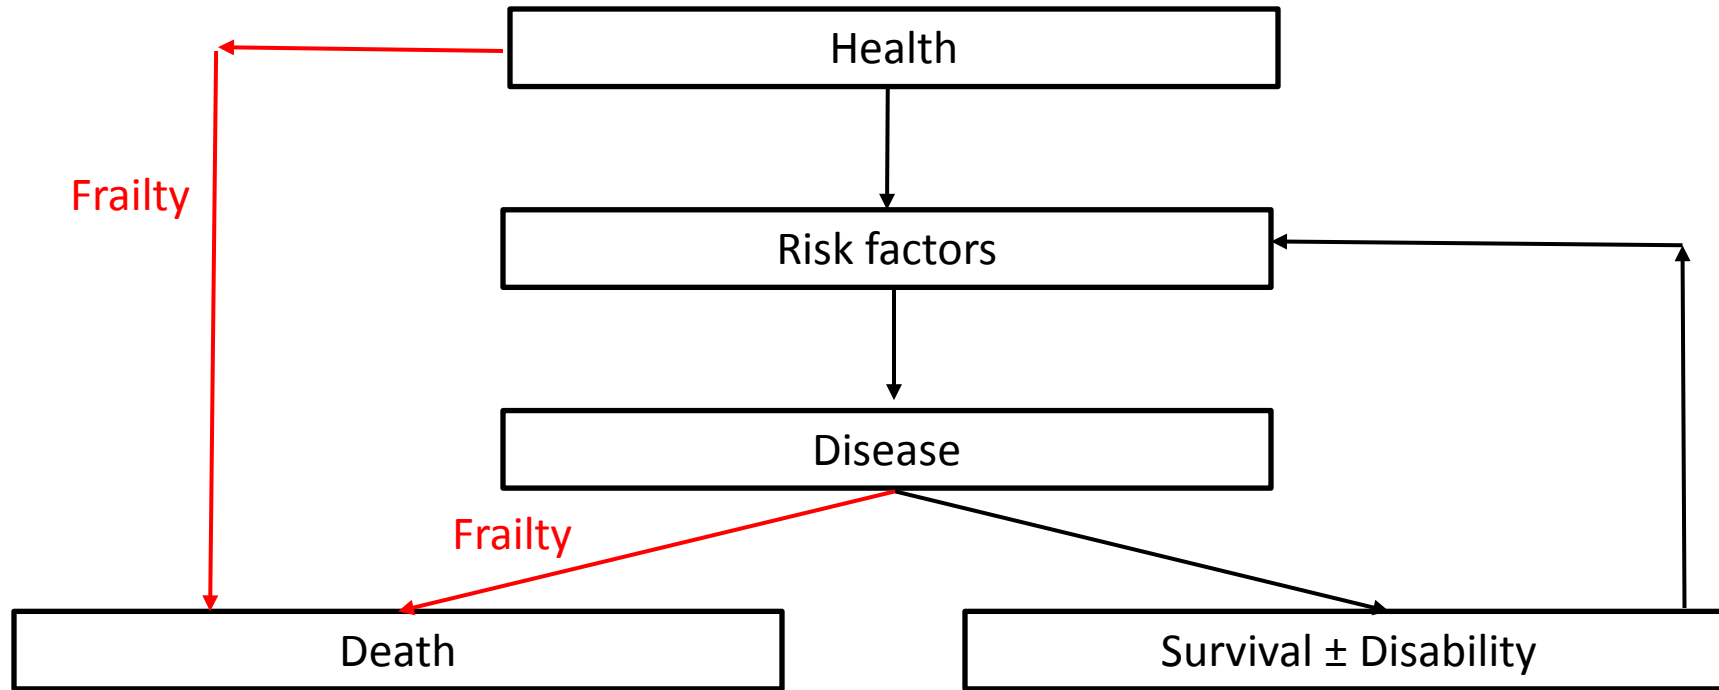 Health
Frailty
Risk factors
Disease
Frailty
Death
Survival ± Disability